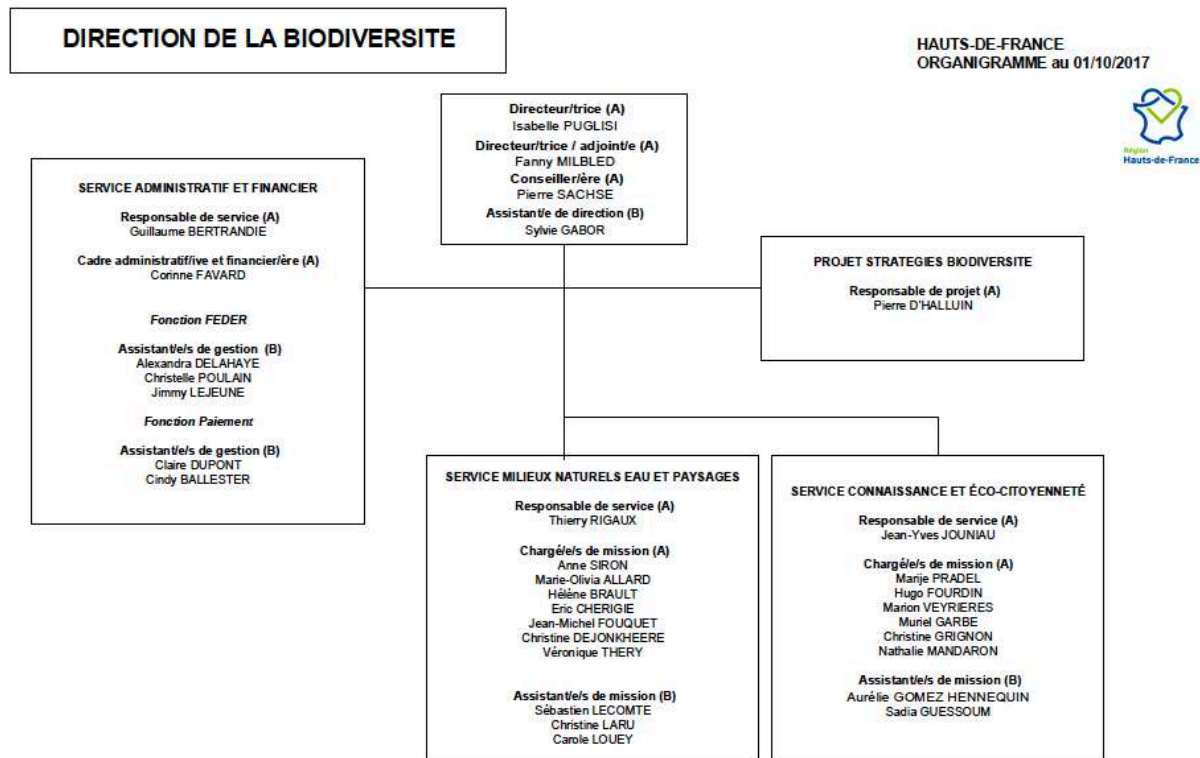 DIRECTION DE LA BIODIVERSITE
HAUTS-DE-FRANCE
ORGANIGRAMME au 01/10/2017
Région
Hauts-de-France
Directeur/trice (A)
Isabelle PUGLISI
Directeur/trice / adjoint/e (A)
Fanny MILBLED
Conseiller/ère (A)
Pierre SACHSE
Assistant/e de direction (B)
Sylvie GABOR
SERVICE ADMINISTRATIF ET FINANCIER
Responsable de service (A)
Guillaume BERTRANDIE
Cadre administratif/ive et financier/ère (A)
Corinne FAVARD
Fonction FEDER
Assistant/e/s de gestion (B)
Alexandra DELAHAYE
Christelle POULAIN
Jimmy LEJEUNE
Fonction Paiement
Assistant/e/s de gestion (B)
Claire DUPONT
Cindy BALLESTER
PROJET STRATEGIES BIODIVERSITE
Responsable de projet (A)
Pierre D'HALLUIN
SERVICE MILIEUX NATURELS EAU ET PAYSAGES
Responsable de service (A)
Thierry RIGAUX
Chargé/e/s de mission (A)
Anne SIRON
Marie-Olivia ALLARD
Hélène BRAULT
Eric CHERIGIE
Jean-Michel FOUQUET
Christine DEJONKHEERE
Véronique THERY
Assistant/e/s de mission (B)
Sébastien LECOMTE
Christine LARU
Carole LOUEY
SERVICE CONNAISSANCE ET ÉCO-CITOYENNETÉ
Responsable de service (A)
Jean-Yves JOUNIAU
Chargé/e/s de mission (A)
Marije PRADEL
Hugo FOURDIN
Marion VEYRIERES
Muriel GARBE
Christine GRIGNON
Nathalie MANDARON
Assistant/e/s de mission (B)
Aurélie GOMEZ HENNEQUIN
Sadia GUESSOUM